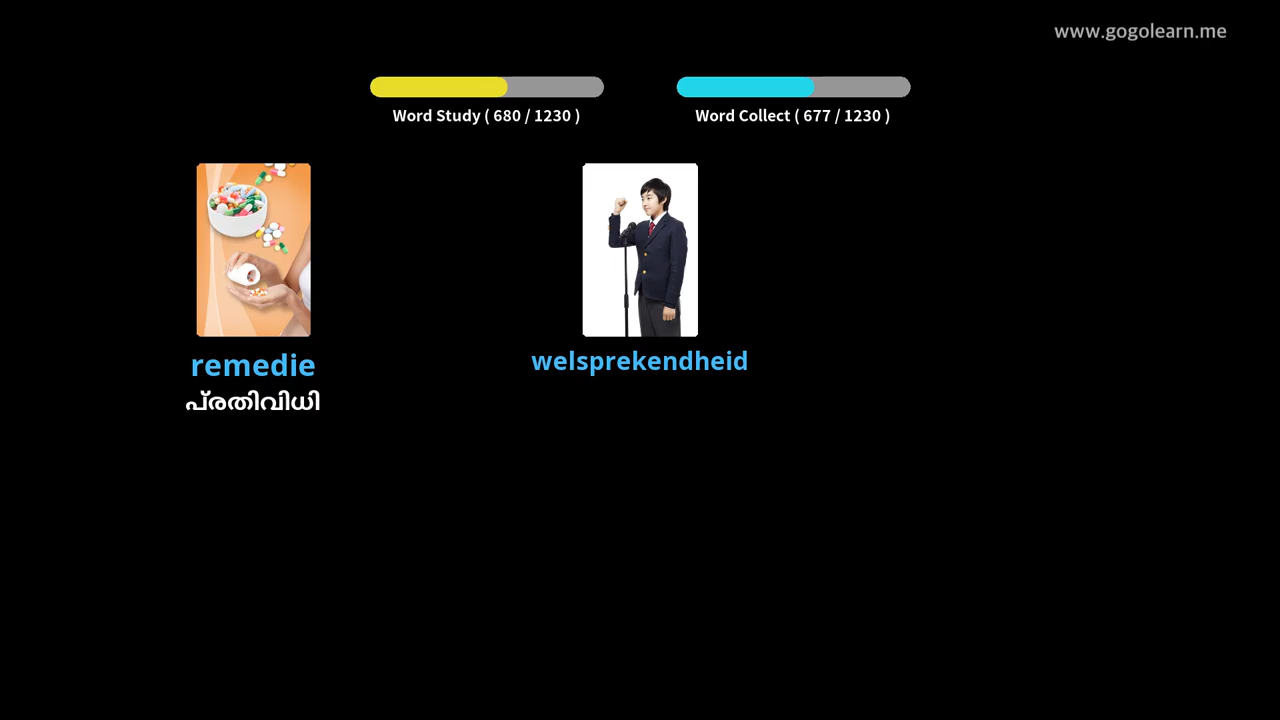 www.gogolearn.me
Word Study ( 680 / 1230 )
Word Collect ( 677 / 1230 )
remedie
പ്രതിവിധി
welsprekendheid